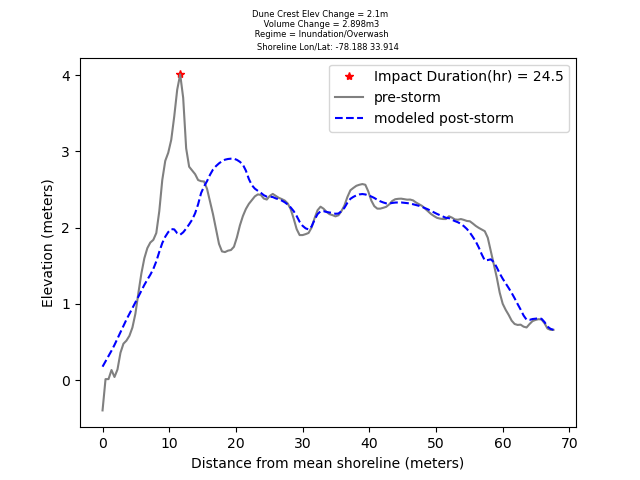 Dune Crest Elev Change = 2.1m
Volume Change = 2.898m3
Regime = Inundation/Overwash
Shoreline Lon/Lat: -78.188 33.914
Impact Duration(hr) = 24.5
pre-storm
modeled post-storm
Elevation (meters)
4
3
2
1
0
0 10 20 30 40 50 60 70
Distance from mean shoreline (meters)